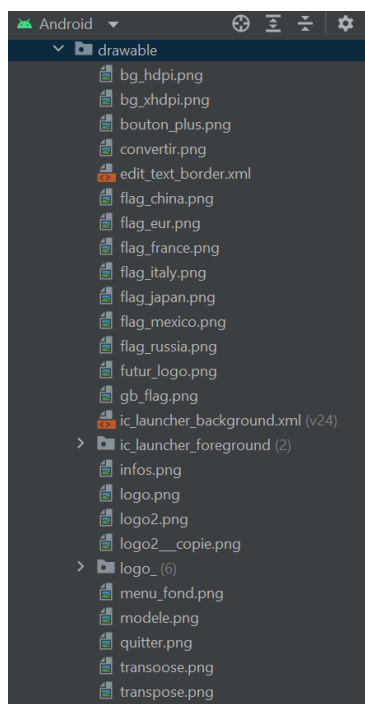 Android
drawable
bg_hdpi.png
bg_xhdpi.png
bouton_plus.png
convertir.png
edit_text_border.xml
flag_china.png
flag_eur.png
flag_france.png
flag_italy.png
flag_japan.png
flag_mexico.png
flag_russia.png
futur_logo.png
gb_flag.png
ic_launcher_background.xml (v24)
ic_launcher_foreground (2)
infos.png
logo.png
logo2.png
logo2__copie.png
logo_ (6)
menu_fond.png
modele.png
quitter.png
transoose.png
transpose.png